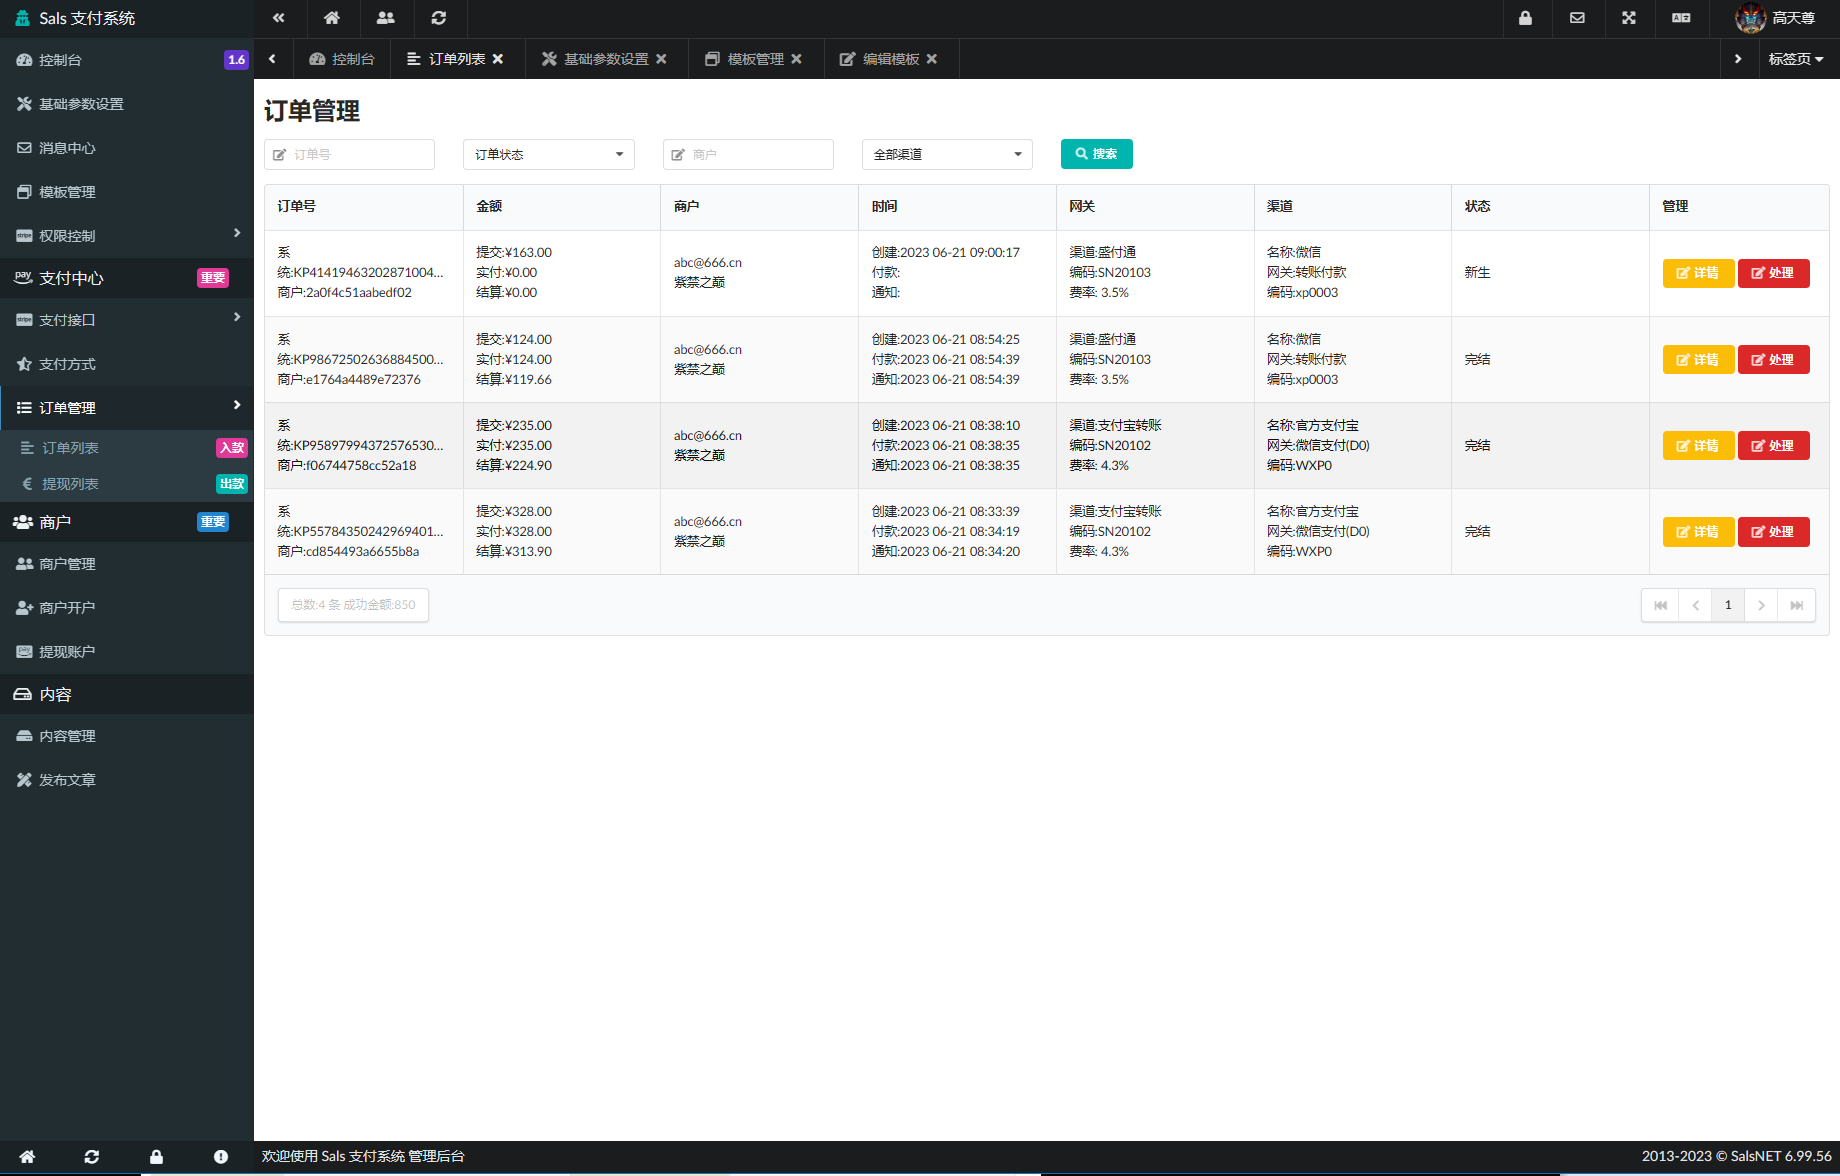 Sals 支付系统
高天尊
控制台
1.6
基础参数设置
消息中心
模板管理
权限控制
支付中心
重要
支付接口
支付方式
订单管理
订单列表
入款
提现列表
出款
商户
重要
商户管理
商户开户
提现账户
内容
内容管理
发布文章
控制台
订单列表
基础参数设置
模板管理
编辑模板
标签页
订单管理
订单号
订单状态
商户
全部渠道
搜索
订单号 金额 商户 时间 网关 渠道 状态 管理
系
统:KP41419463202871004...
商户:2a0f4c51aabedf02
提交:¥163.00
实付:¥0.00
结算:¥0.00
abc@666.cn
紫禁之巅
创建:2023 06-21 09:00:17
付款:
通知:
渠道:盛付通
编码:SN20103
费率: 3.5%
名称:微信
网关:转账付款
编码:xp0003
新生
详情
处理
系
统:KP98672502636884500...
商户:e1764a4489e72376
提交:¥124.00
实付:¥124.00
结算:¥119.66
abc@666.cn
紫禁之巅
创建:2023 06-21 08:54:25
付款:2023 06-21 08:54:39
通知:2023 06-21 08:54:39
渠道:盛付通
编码:SN20103
费率: 3.5%
名称:微信
网关:转账付款
编码:xp0003
完结
详情
处理
系
统:KP95897994372576530...
商户:f06744758cc52a18
提交:¥235.00
实付:¥235.00
结算:¥224.90
abc@666.cn
紫禁之巅
创建:2023 06-21 08:38:10
付款:2023 06-21 08:38:35
通知:2023 06-21 08:38:35
渠道:支付宝转账
编码:SN20102
费率: 4.3%
名称:官方支付宝
网关:微信支付(D0)
编码:WXP0
完结
详情
处理
系
统:KP55784350242969401...
商户:cd854493a6655b8a
提交:¥328.00
实付:¥328.00
结算:¥313.90
abc@666.cn
紫禁之巅
创建:2023 06-21 08:33:39
付款:2023 06-21 08:34:19
通知:2023 06-21 08:34:20
渠道:支付宝转账
编码:SN20102
费率: 4.3%
名称:官方支付宝
网关:微信支付(D0)
编码:WXP0
完结
详情
处理
总数:4 条 成功金额:850
1
欢迎使用 Sals 支付系统 管理后台
2013-2023 © SalsNET 6.99.56